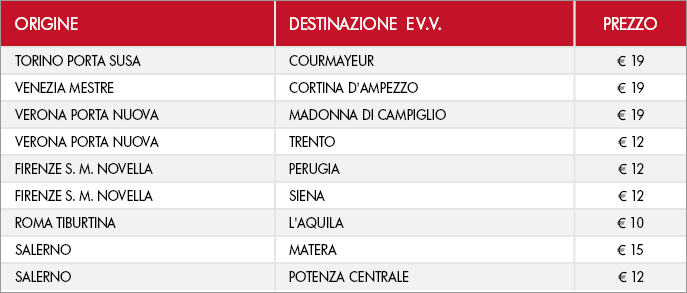 ORIGINE DESTINAZIONE E V.V. PREZZO
TORINO PORTA SUSA COURMAYEUR € 19
VENEZIA MESTRE CORTINA D'AMPEZZO € 19
VERONA PORTA NUOVA MADONNA DI CAMPIGLIO € 19
VERONA PORTA NUOVA TRENTO € 12
FIRENZE S. M. NOVELLA PERUGIA € 12
FIRENZE S. M. NOVELLA SIENA € 12
ROMA TIBURTINA L'AQUILA € 10
SALERNO MATERA € 15
SALERNO POTENZA CENTRALE € 12